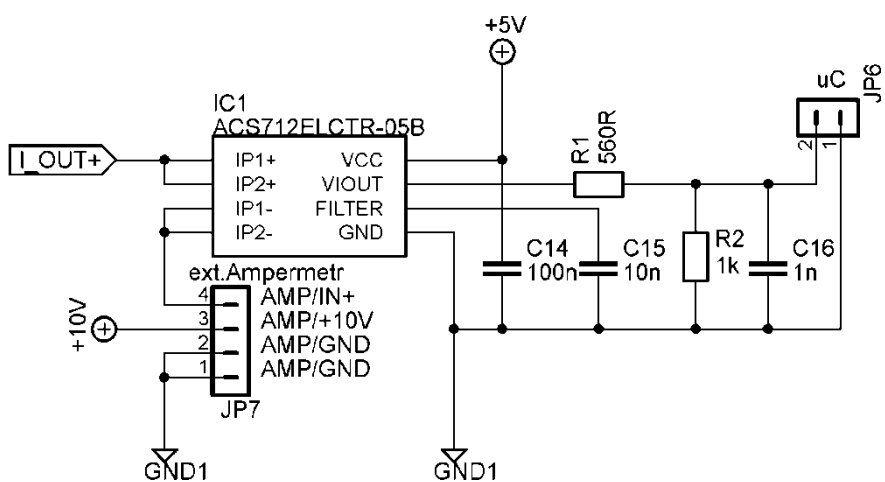 +5V
uC
JP6
2
1
IC1
ACS712ELCTR-05B
I_OUT+
IP1+
VCC
IP2+
VIOUT
IP1-
FILTER
IP2-
GND
R1
560R
C14
100n
C15
10n
R2
1k
C16
1n
ext.Ampermetr
4
AMP/IN+
+10V
3
AMP/+10V
2
AMP/GND
1
AMP/GND
JP7
GND1
GND1